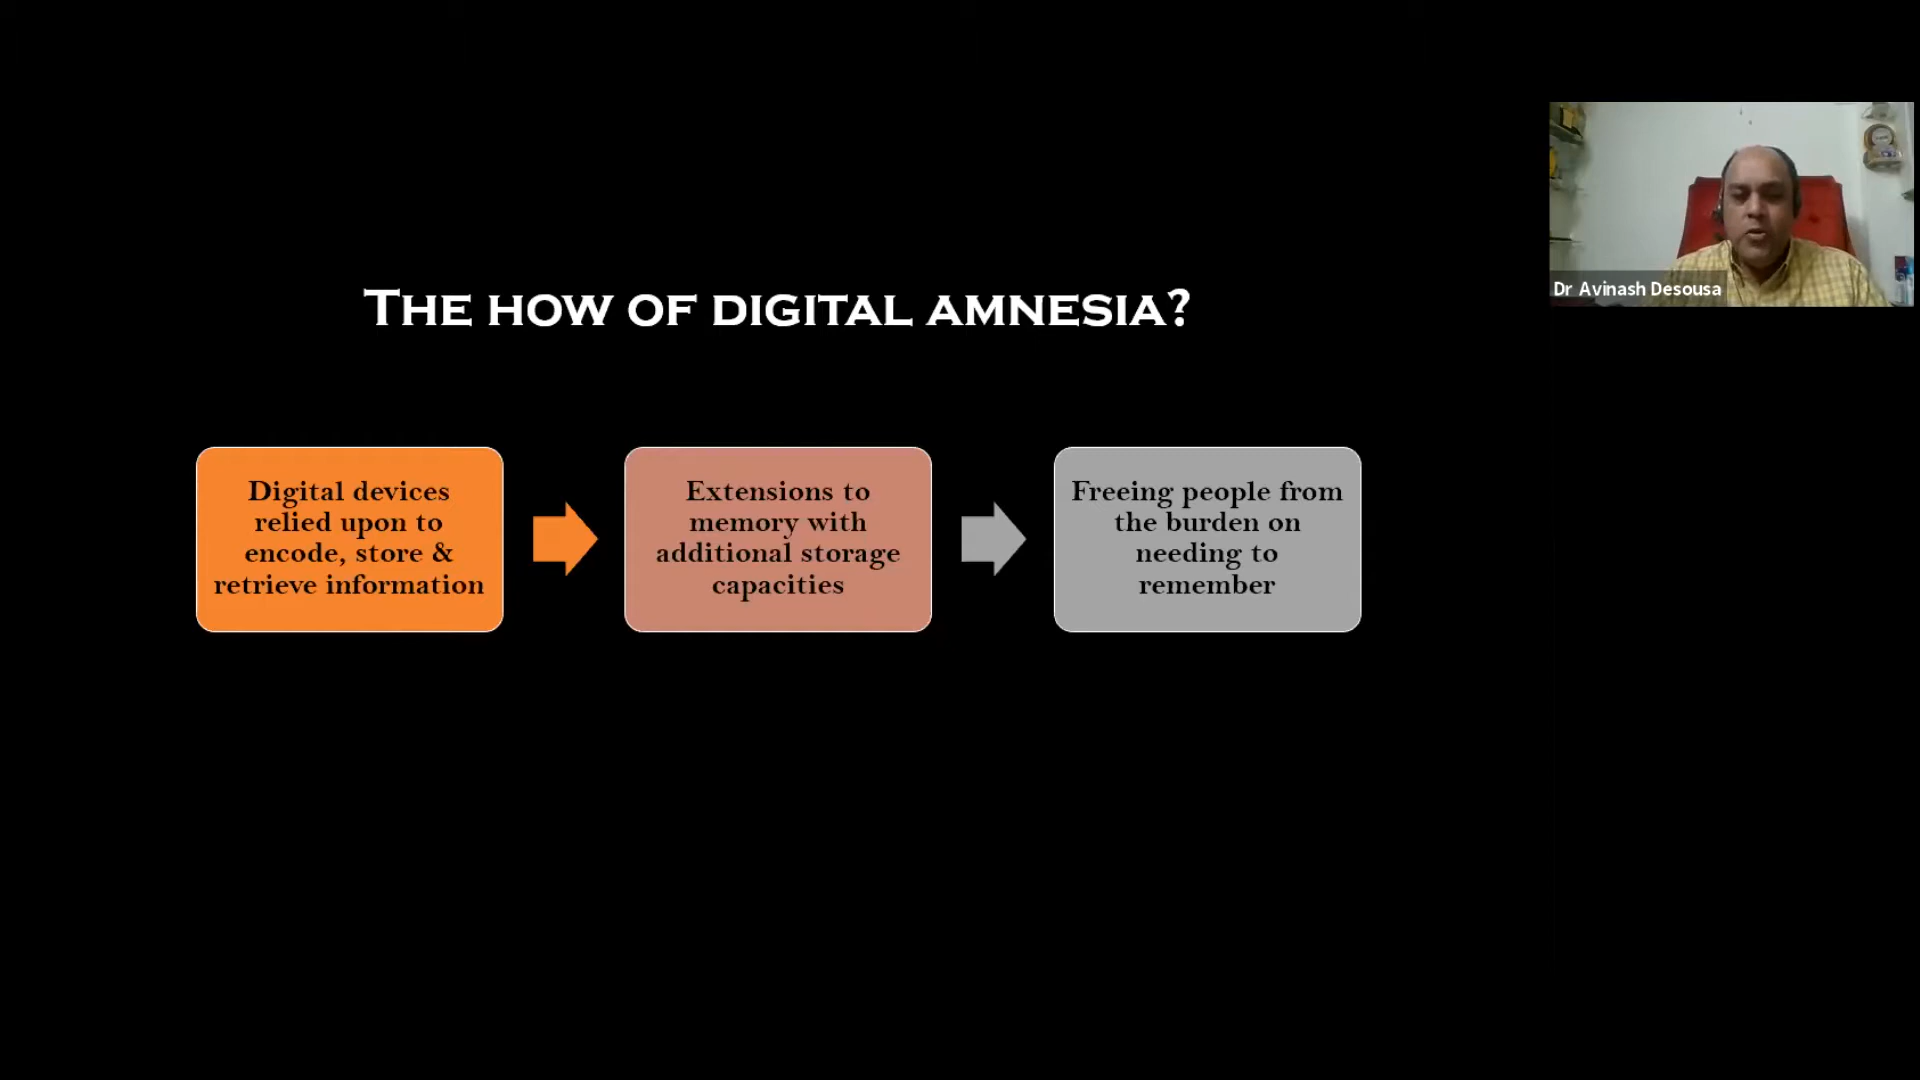 THE HOW OF DIGITAL AMNESIA?
Digital devices
relied upon to
encode, store &
retrieve information
Extensions to
memory with
additional storage
capacities
Freeing people from
the burden on
needing to
remember
Dr Avinash Desousa